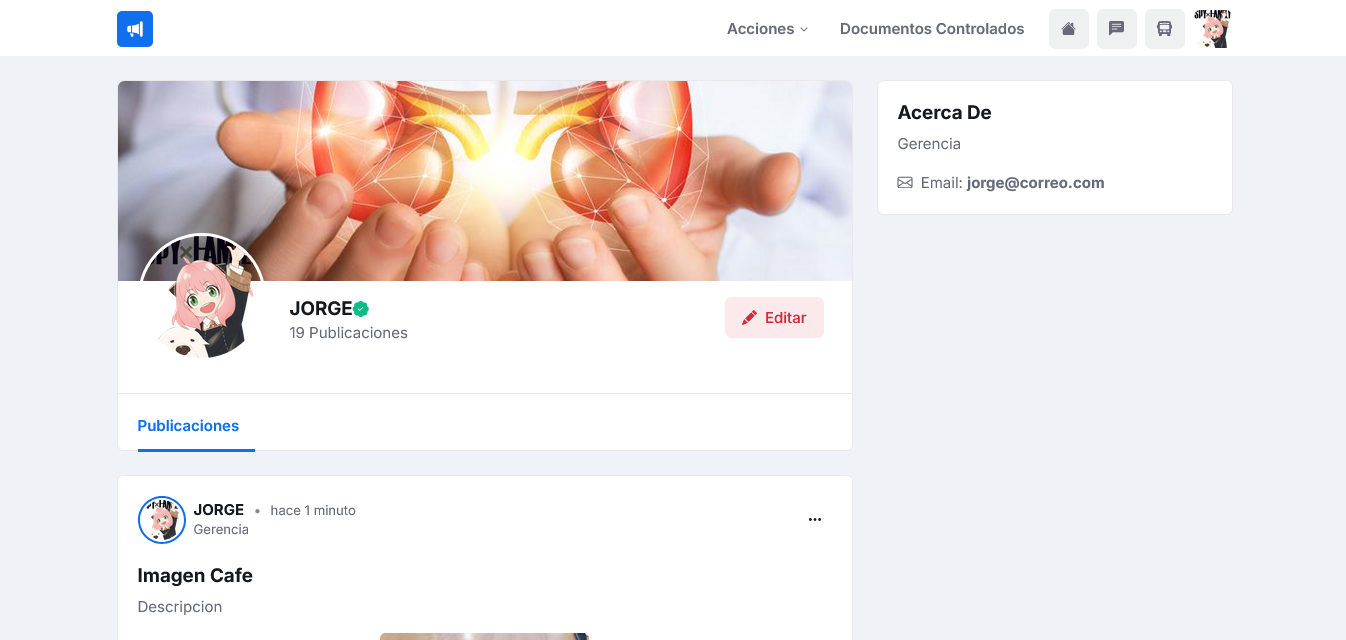 Acciones
Documentos Controlados
Acerca De
Gerencia
Email: jorge@correo.com
JORGE
19 Publicaciones
Editar
Publicaciones
JORGE • hace 1 minuto
Gerencia
Imagen Cafe
Descripcion